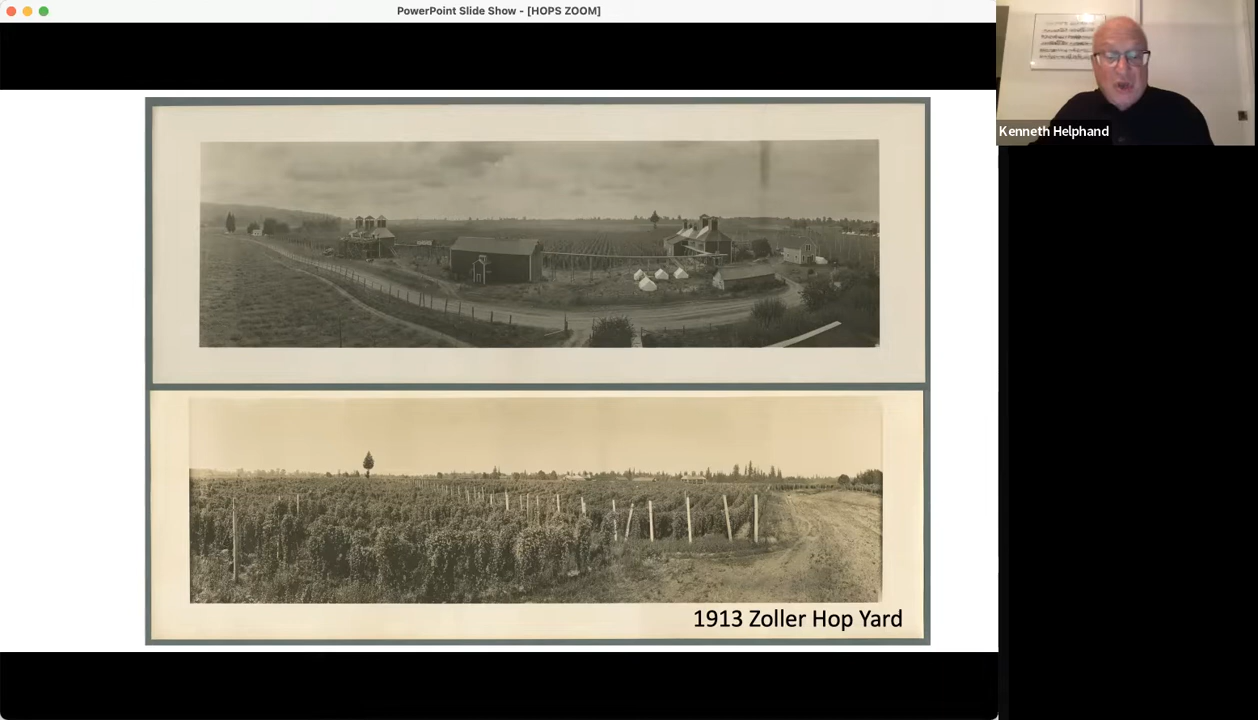 PowerPoint Slide Show - [HOPS ZOOM]
Kenneth Helphand
1913 Zoller Hop Yard